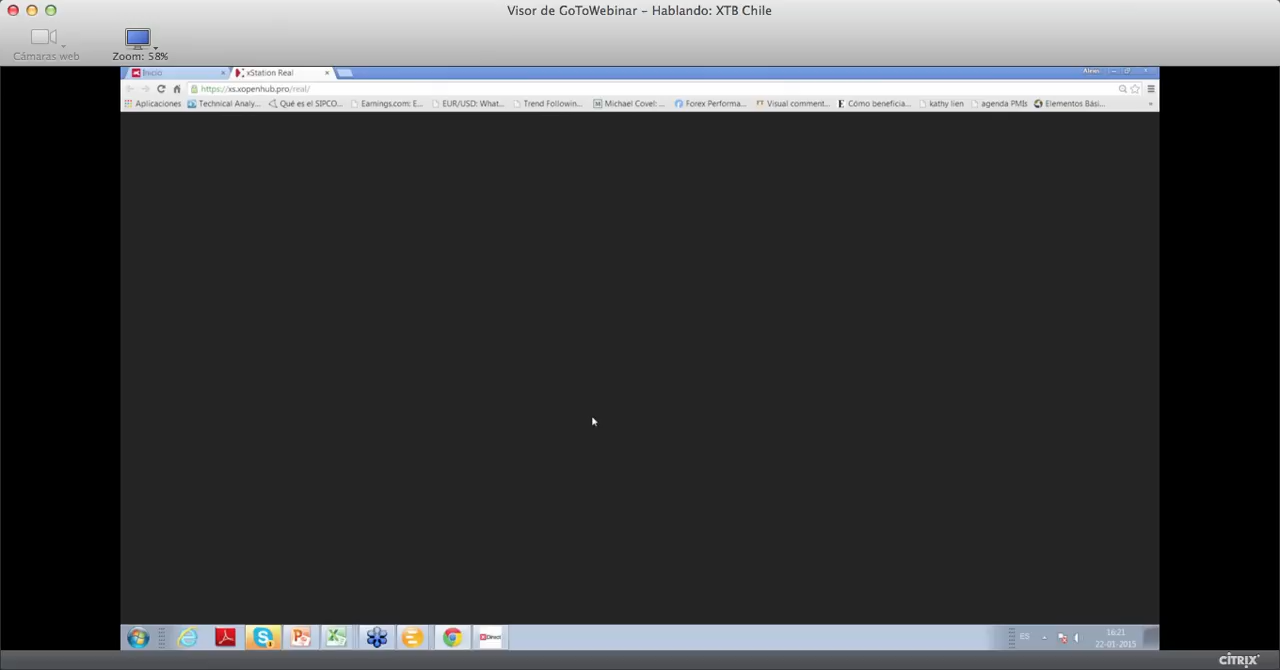 Visor de GoToWebinar – Hablando: XTB Chile
Cámaras web
Zoom: 58%
Inicio
xStation Real
https://xs.xopenhub.pro/real/
Aplicaciones
Technical Analy...
Qué es el SIPCO...
Earnings.com: E...
EUR/USD: What...
Trend Followin...
Michael Covel: ...
Forex Performa...
Visual comment...
Cómo beneficia...
kathy lien
agenda PMIs
Elementos Bási...
ES
16:21
22-01-2015
CITRIX